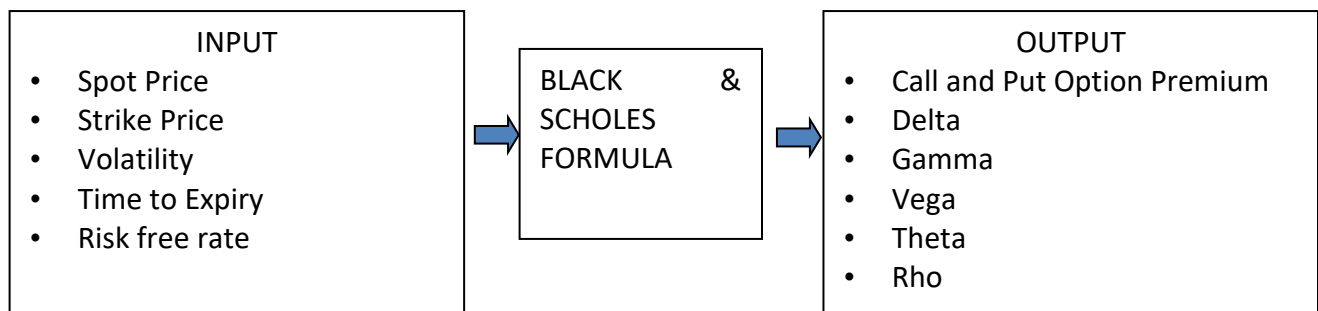 INPUT
• Spot Price
• Strike Price
• Volatility
• Time to Expiry
• Risk free rate
BLACK &
SCHOLES
FORMULA
OUTPUT
• Call and Put Option Premium
• Delta
• Gamma
• Vega
• Theta
• Rho